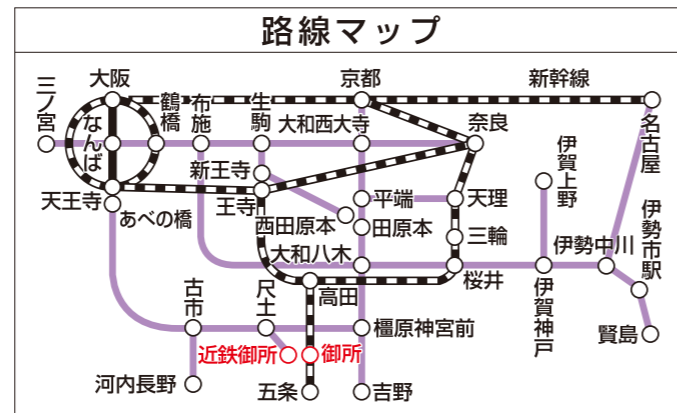 路線マップ
三ノ宮
大阪
鶴橋
布施
生駒
京都
新幹線
なんば
大和西大寺
奈良
名古屋
新王寺
伊賀上野
天王寺
王寺
平端
天理
あべの橋
西田原本
田原本
三輪
伊勢市駅
大和八木
桜井
伊勢中川
高田
伊賀神戸
古市
尺土
橿原神宮前
賢島
近鉄御所
御所
河内長野
五条
吉野